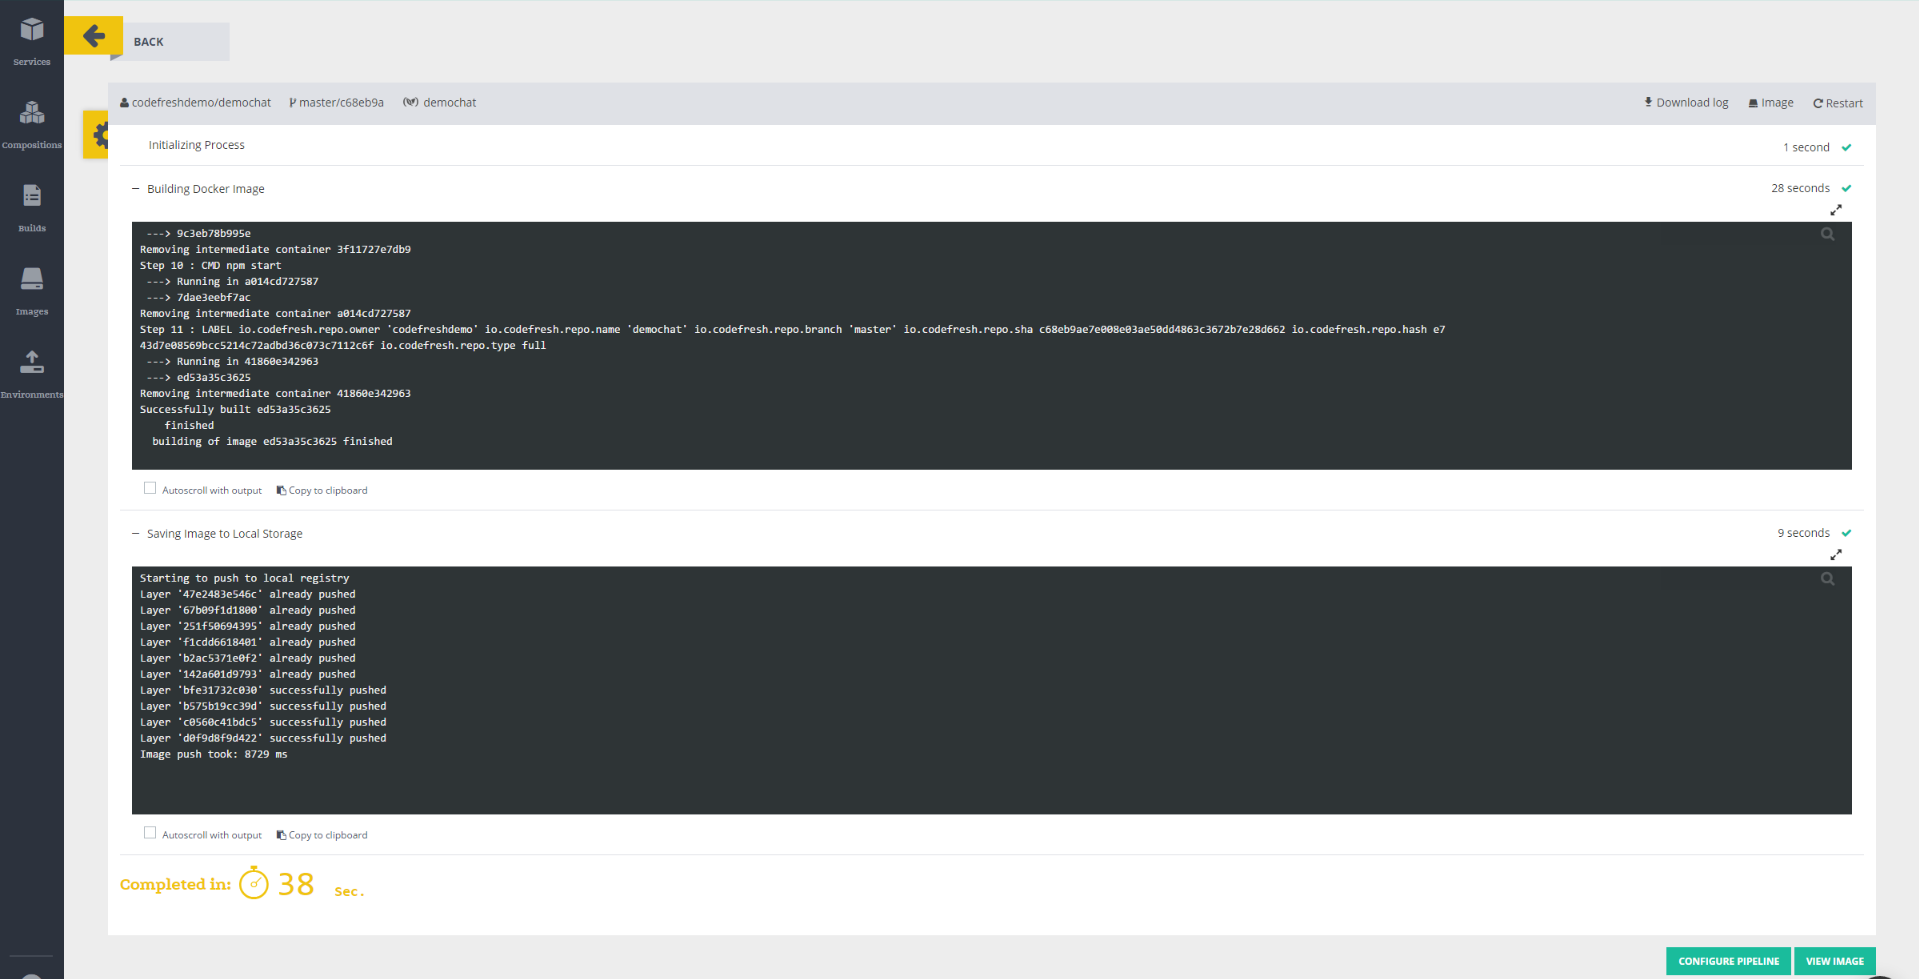 Services
Compositions
Builds
Images
Environments
BACK
codefreshdemo/demochat master/c68eb9a demochat Download log Image Restart
Initializing Process 1 second
− Building Docker Image 28 seconds
---> 9c3eb78b995e
Removing intermediate container 3f11727e7db9
Step 10 : CMD npm start
---> Running in a014cd727587
---> 7dae3eebf7ac
Removing intermediate container a014cd727587
Step 11 : LABEL io.codefresh.repo.owner 'codefreshdemo' io.codefresh.repo.name 'demochat' io.codefresh.repo.branch 'master' io.codefresh.repo.sha c68eb9ae7e008e03ae50dd4863c3672b7e28d662 io.codefresh.repo.hash e7
43d7e08569bcc5214c72adbd36c073c7112c6f io.codefresh.repo.type full
---> Running in 41860e342963
---> ed53a35c3625
Removing intermediate container 41860e342963
Successfully built ed53a35c3625
finished
building of image ed53a35c3625 finished
Autoscroll with output Copy to clipboard
− Saving Image to Local Storage 9 seconds
Starting to push to local registry
Layer '47e2483e546c' already pushed
Layer '67b09f1d1800' already pushed
Layer '251f50694395' already pushed
Layer 'f1cdd6618401' already pushed
Layer 'b2ac5371e0f2' already pushed
Layer '142a601d9793' already pushed
Layer 'bfe31732c030' successfully pushed
Layer 'b575b19cc39d' successfully pushed
Layer 'c0560c41bdc5' successfully pushed
Layer 'd0f9d8f9d422' successfully pushed
Image push took: 8729 ms
Autoscroll with output Copy to clipboard
Completed in: 38 Sec.
CONFIGURE PIPELINE VIEW IMAGE